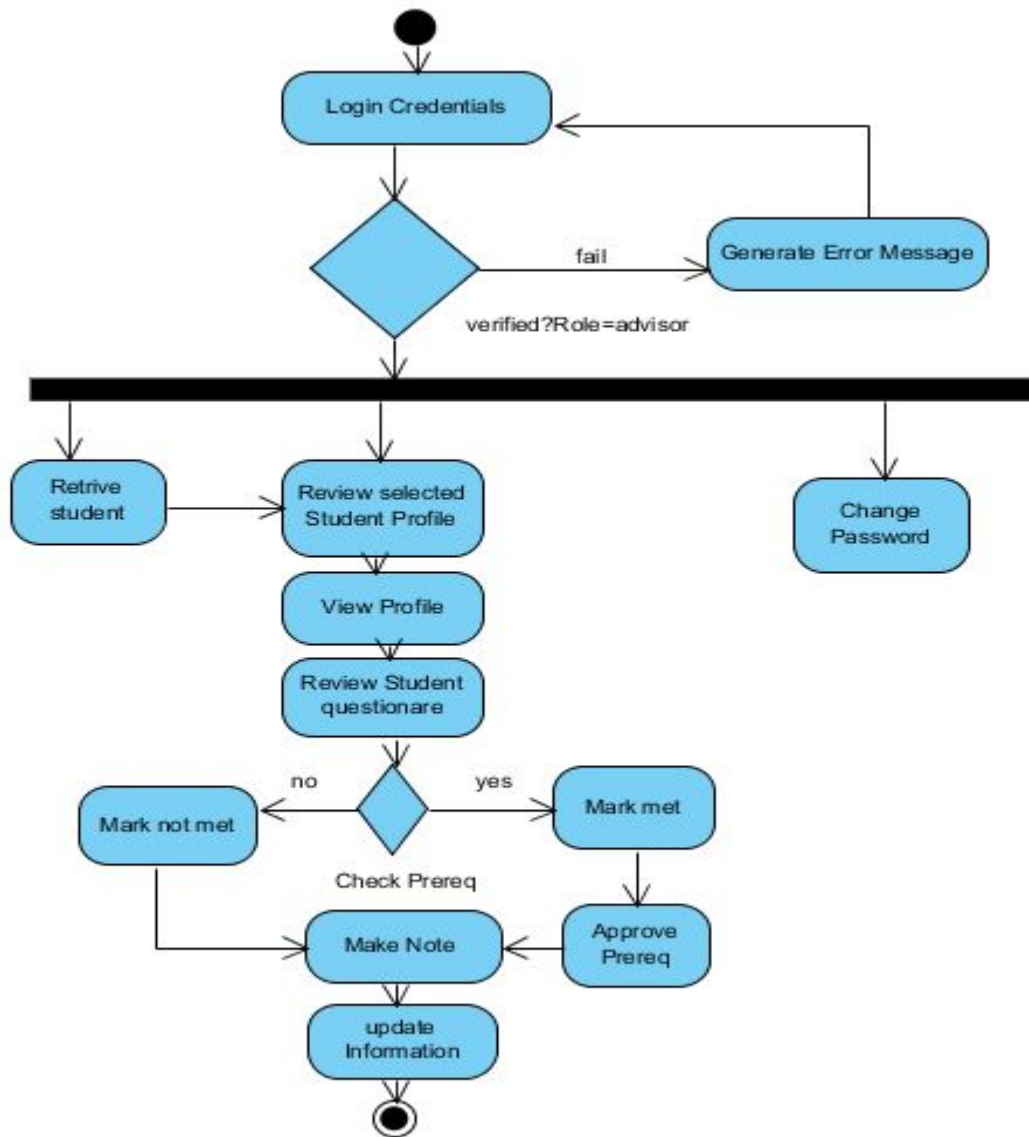 Login Credentials
Generate Error Message
fail
verified?Role=advisor
Retrive
student
Review selected
Student Profile
Change
Password
View Profile
Review Student
questionare
no
yes
Mark met
Mark not met
Check Prereq
Approve
Prereq
Make Note
update
Information